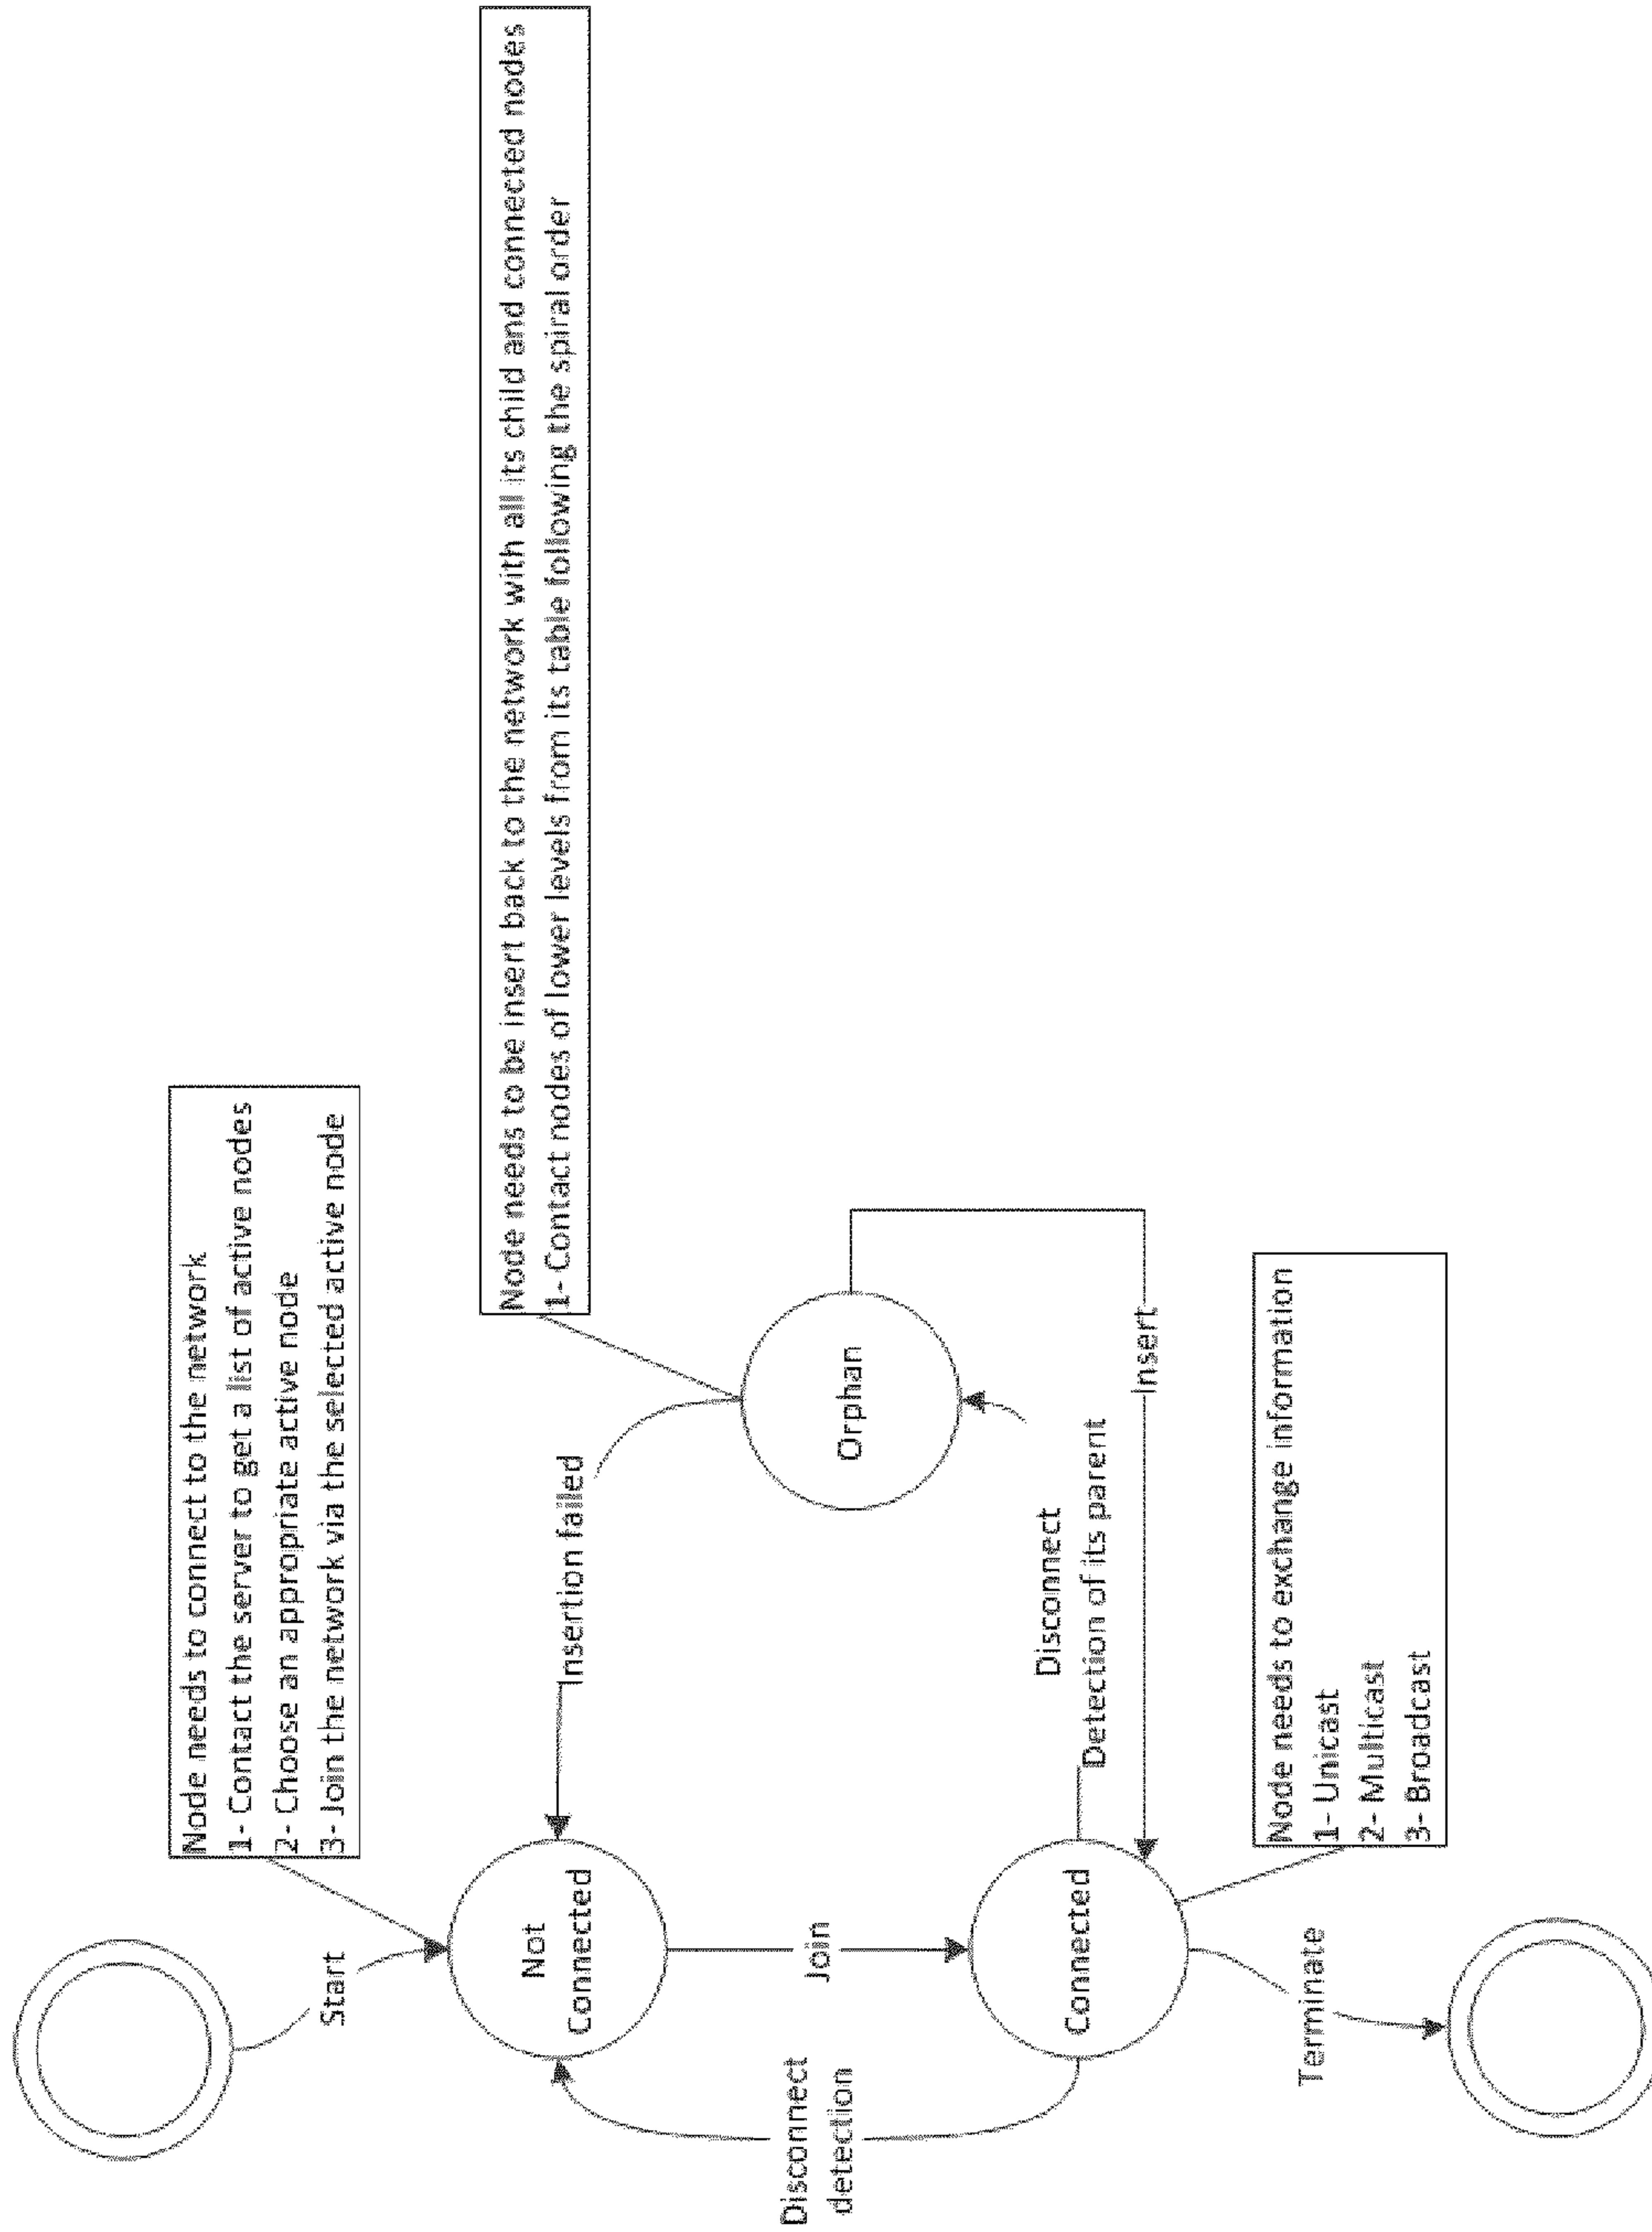 Start
Node needs to connect to the network
1- Contact the server to get a list of active nodes
2- Choose an appropriate active node
3- Join the network via the selected active node
Node needs to be insert back to the network with all its child and connected nodes
1- Contact nodes of lower levels from its table following the spiral order
Not
Connected
Insertion failed
Orphan
Disconnect
detection
Join
Disconnect
Detection of its parent
Insert
Connected
Node needs to exchange information
1- Unicast
2- Multicast
3- Broadcast
Terminate